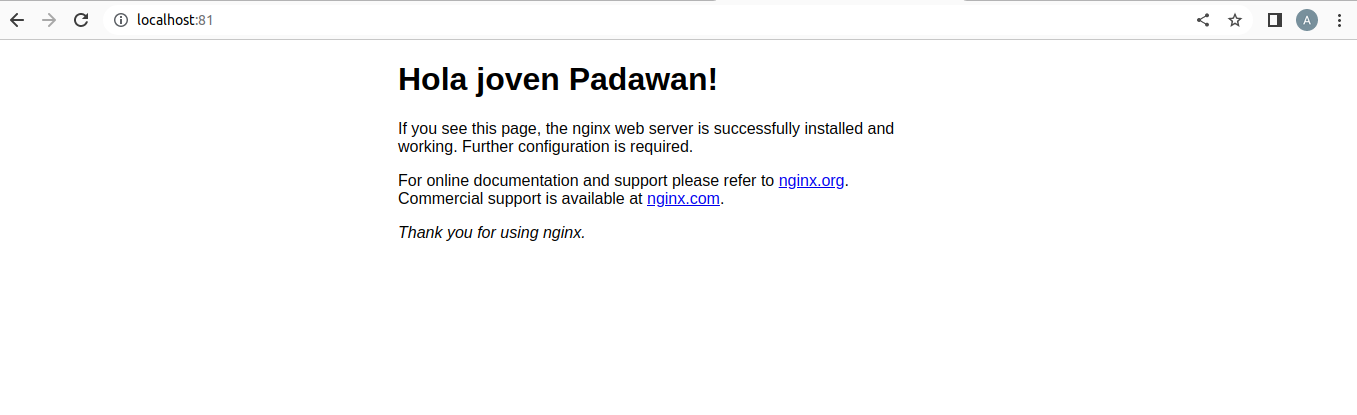 localhost:81
A
Hola joven Padawan!
If you see this page, the nginx web server is successfully installed and
working. Further configuration is required.
For online documentation and support please refer to nginx.org.
Commercial support is available at nginx.com.
Thank you for using nginx.